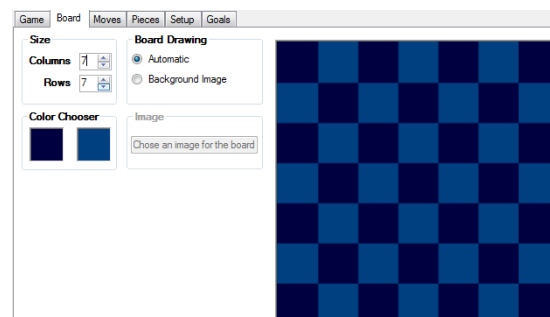 Game Board Moves Pieces Setup Goals
Size
Columns 7
Rows 7
Board Drawing
Automatic
Background Image
Color Chooser
Image
Chose an image for the board